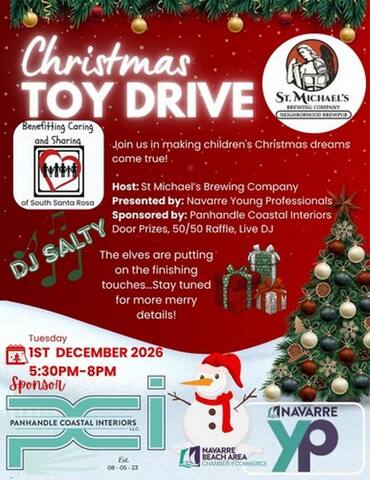 Christmas
TOY DRIVE
ST. MICHAEL'S
BREWING COMPANY
NEIGHBORHOOD BREWPUB
Benefitting Caring
and Sharing
of South Santa Rosa
Join us in making children's Christmas dreams
come true!
Host: St Michael's Brewing Company
Presented by: Navarre Young Professionals
Sponsored by: Panhandle Coastal Interiors
Door Prizes, 50/50 Raffle, Live DJ
DJ SALTY
The elves are putting
on the finishing
touches...Stay tuned
for more merry
details!
Tuesday
1ST DECEMBER 2026
5:30PM-8PM
Sponsor
pci
PANHANDLE COASTAL INTERIORS
LLC.
Est.
08 - 05 - 23
NAVARRE
BEACH AREA
CHAMBER of COMMERCE
NAVARRE
YP